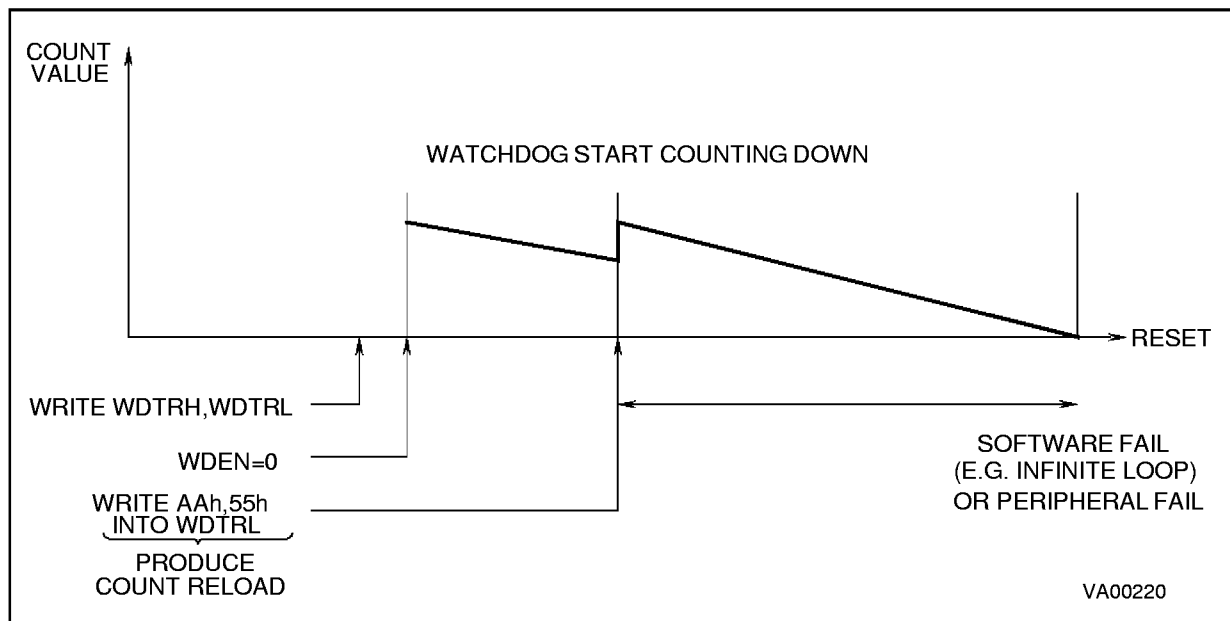 COUNT
VALUE
WATCHDOG START COUNTING DOWN
RESET
WRITE WDTRH,WDTRL
WDEN=0
WRITE AAh,55h
INTO WDTRL
PRODUCE
COUNT RELOAD
SOFTWARE FAIL
(E.G. INFINITE LOOP)
OR PERIPHERAL FAIL
VA00220